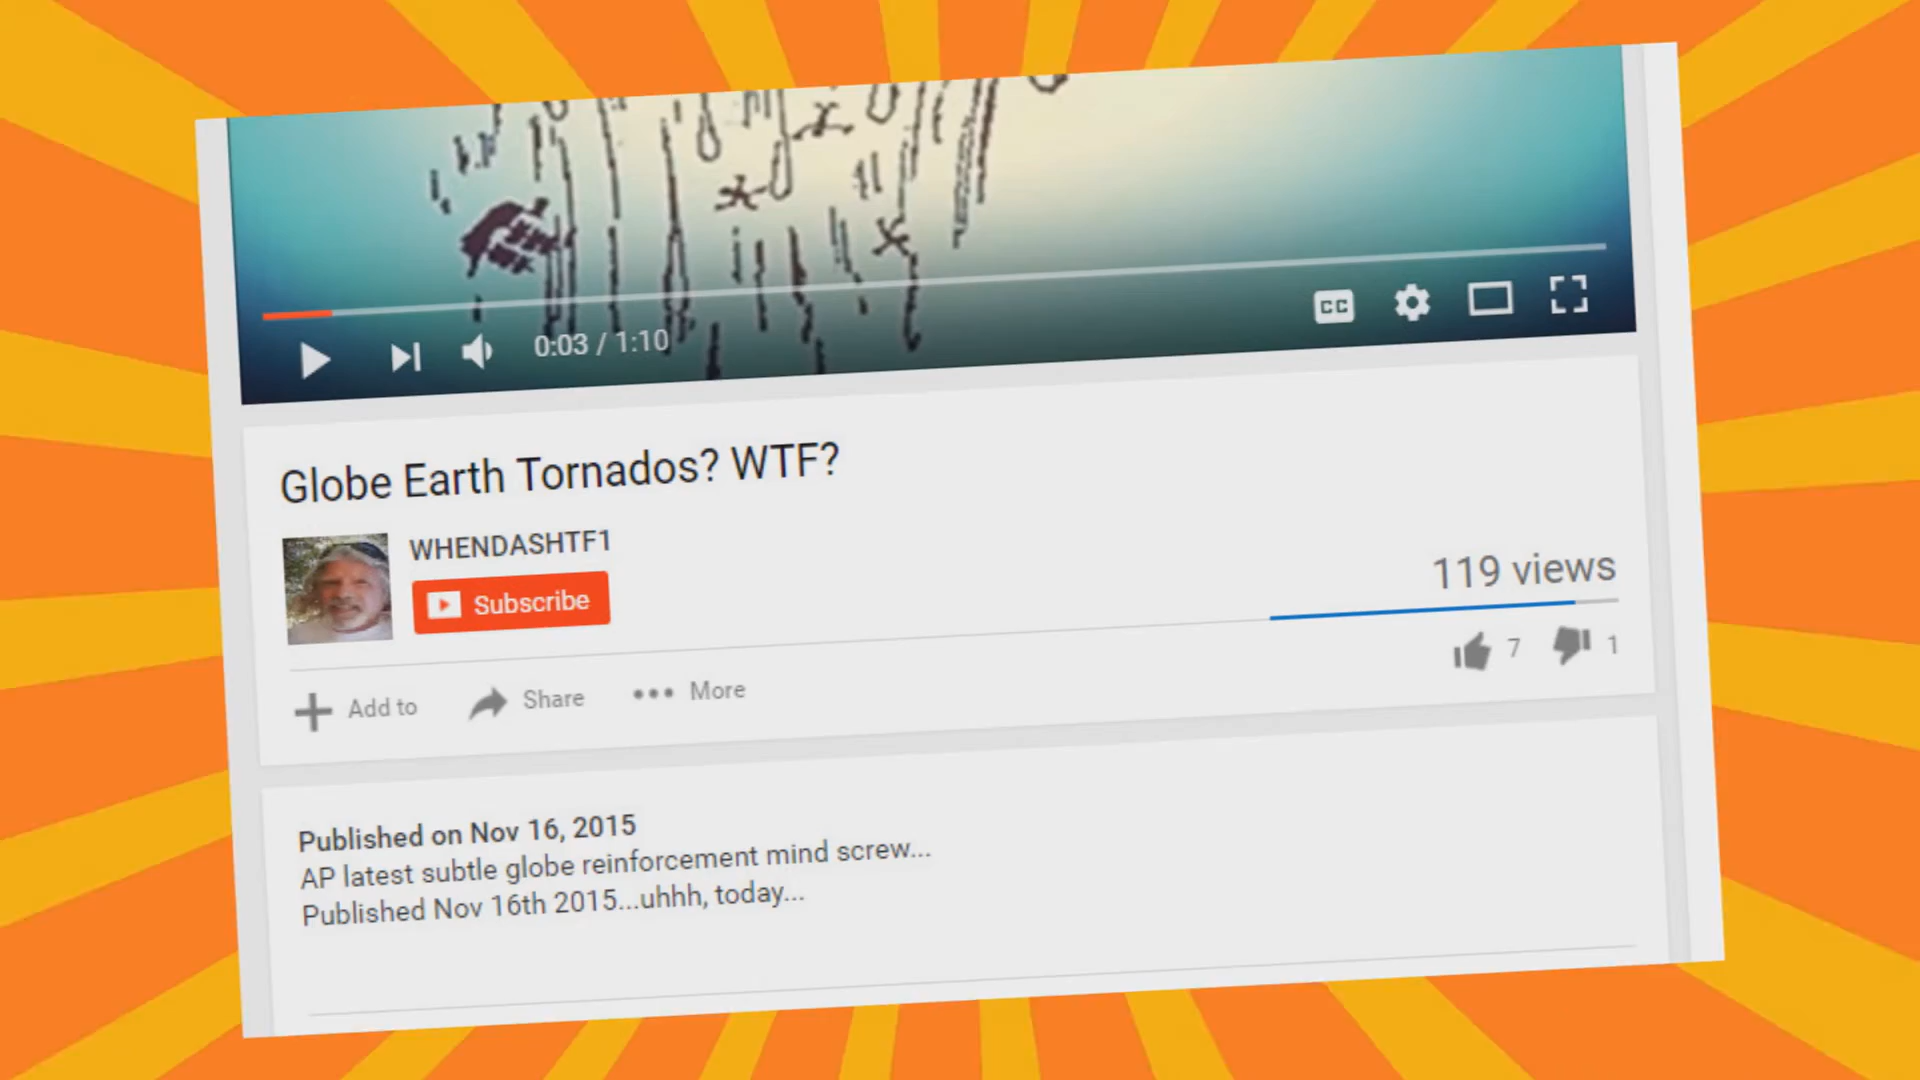 CC
0:03 / 1:10
Globe Earth Tornados? WTF?
WHENDASHTF1
Subscribe
119 views
7 1
Add to Share More
Published on Nov 16, 2015
AP latest subtle globe reinforcement mind screw...
Published Nov 16th 2015...uhhh, today...